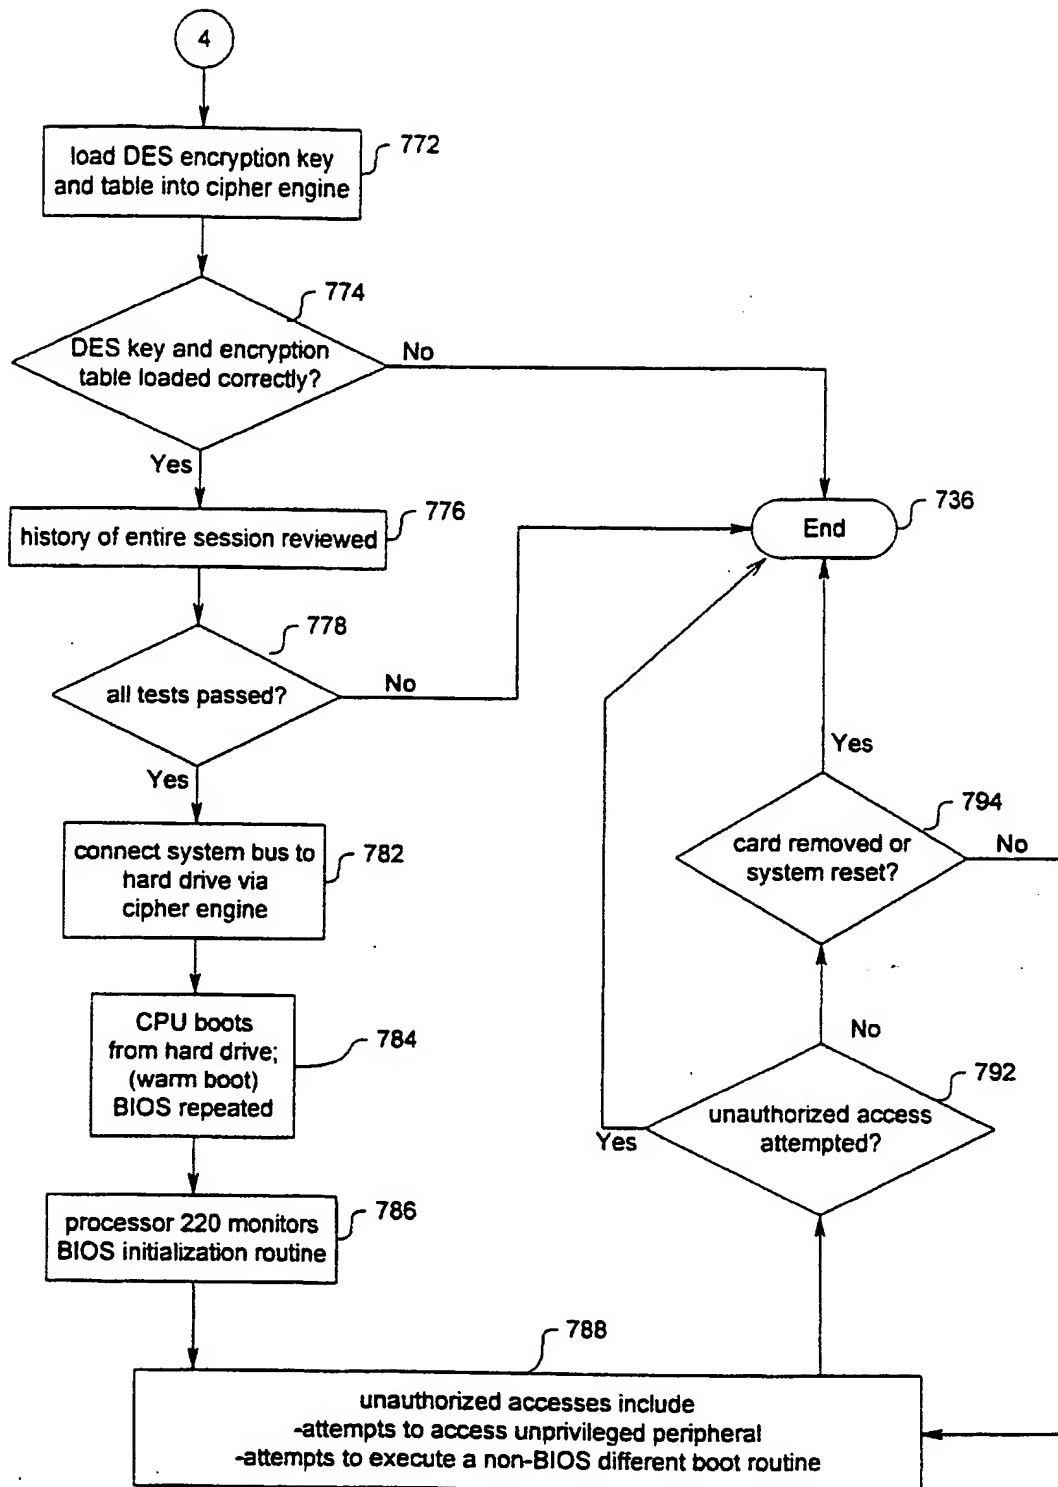 4
load DES encryption key
and table into cipher engine
772
774
DES key and encryption
table loaded correctly?
No
Yes
history of entire session reviewed
776
End
736
778
all tests passed?
No
Yes
connect system bus to
hard drive via
cipher engine
782
Yes
794
card removed or
system reset?
No
CPU boots
from hard drive;
(warm boot)
BIOS repeated
784
No
792
unauthorized access
attempted?
Yes
processor 220 monitors
BIOS initialization routine
786
788
unauthorized accesses include
-attempts to access unprivileged peripheral
-attempts to execute a non-BIOS different boot routine